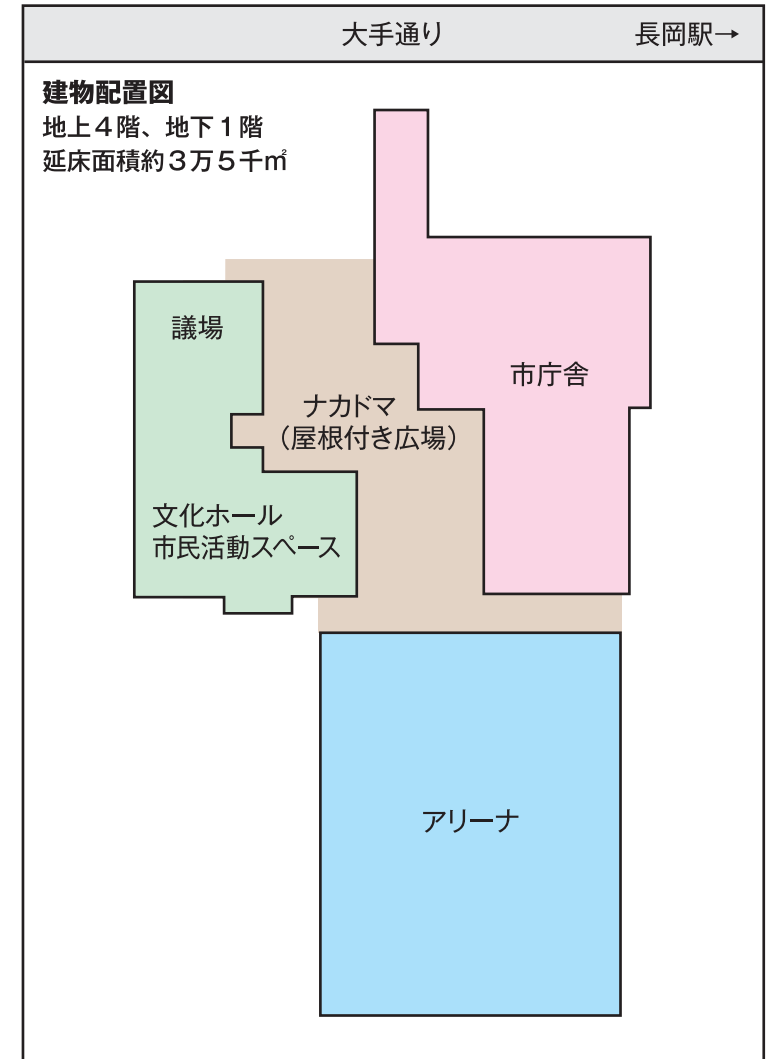 大手通り
長岡駅→
建物配置図
地上４階、地下１階
延床面積約３万５千㎡
議場
市庁舎
ナカドマ
（屋根付き広場）
文化ホール
市民活動スペース
アリーナ